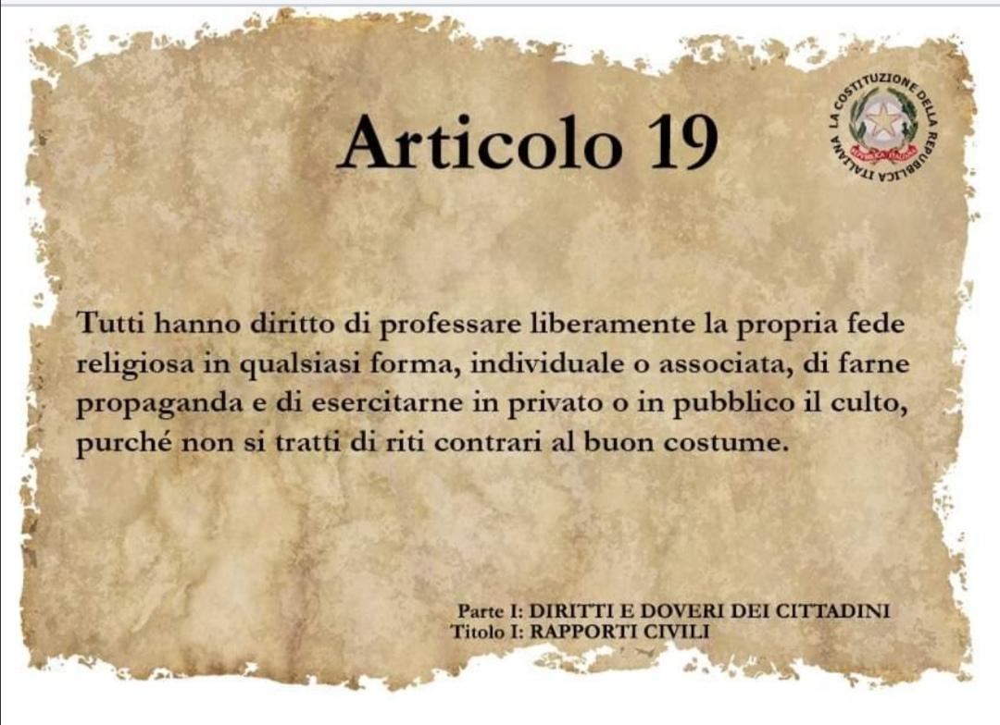 LA COSTITUZIONE DELLA REPUBBLICA ITALIANA
REPVBBLICA ITALIANA
Articolo 19
Tutti hanno diritto di professare liberamente la propria fede
religiosa in qualsiasi forma, individuale o associata, di farne
propaganda e di esercitarne in privato o in pubblico il culto,
purché non si tratti di riti contrari al buon costume.
Parte I: DIRITTI E DOVERI DEI CITTADINI
Titolo I: RAPPORTI CIVILI